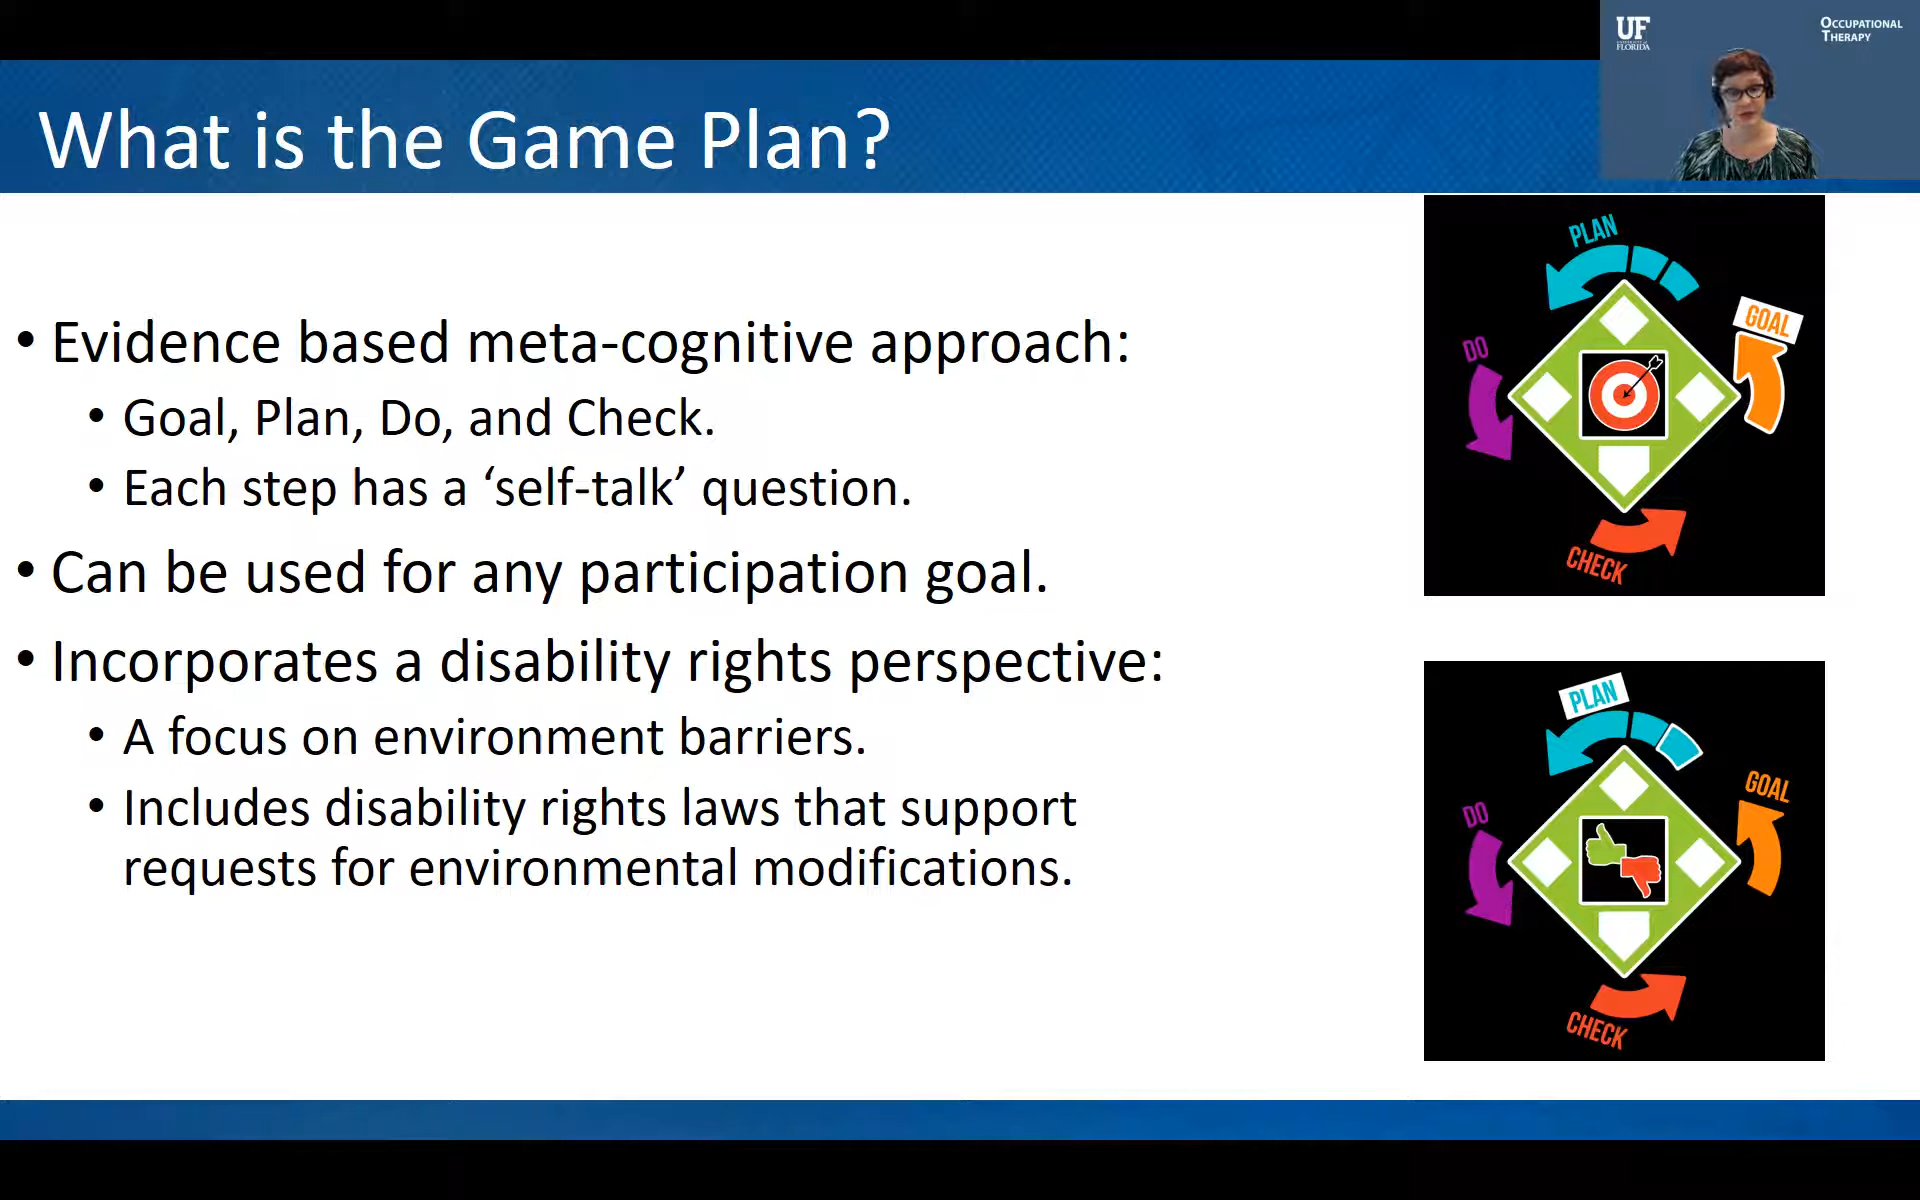 What is the Game Plan?
UF
UNIVERSITY of
FLORIDA
OCCUPATIONAL
THERAPY
• Evidence based meta-cognitive approach:
• Goal, Plan, Do, and Check.
• Each step has a ‘self-talk’ question.
• Can be used for any participation goal.
• Incorporates a disability rights perspective:
• A focus on environment barriers.
• Includes disability rights laws that support
requests for environmental modifications.
PLAN
GOAL
DO
CHECK
PLAN
GOAL
DO
CHECK